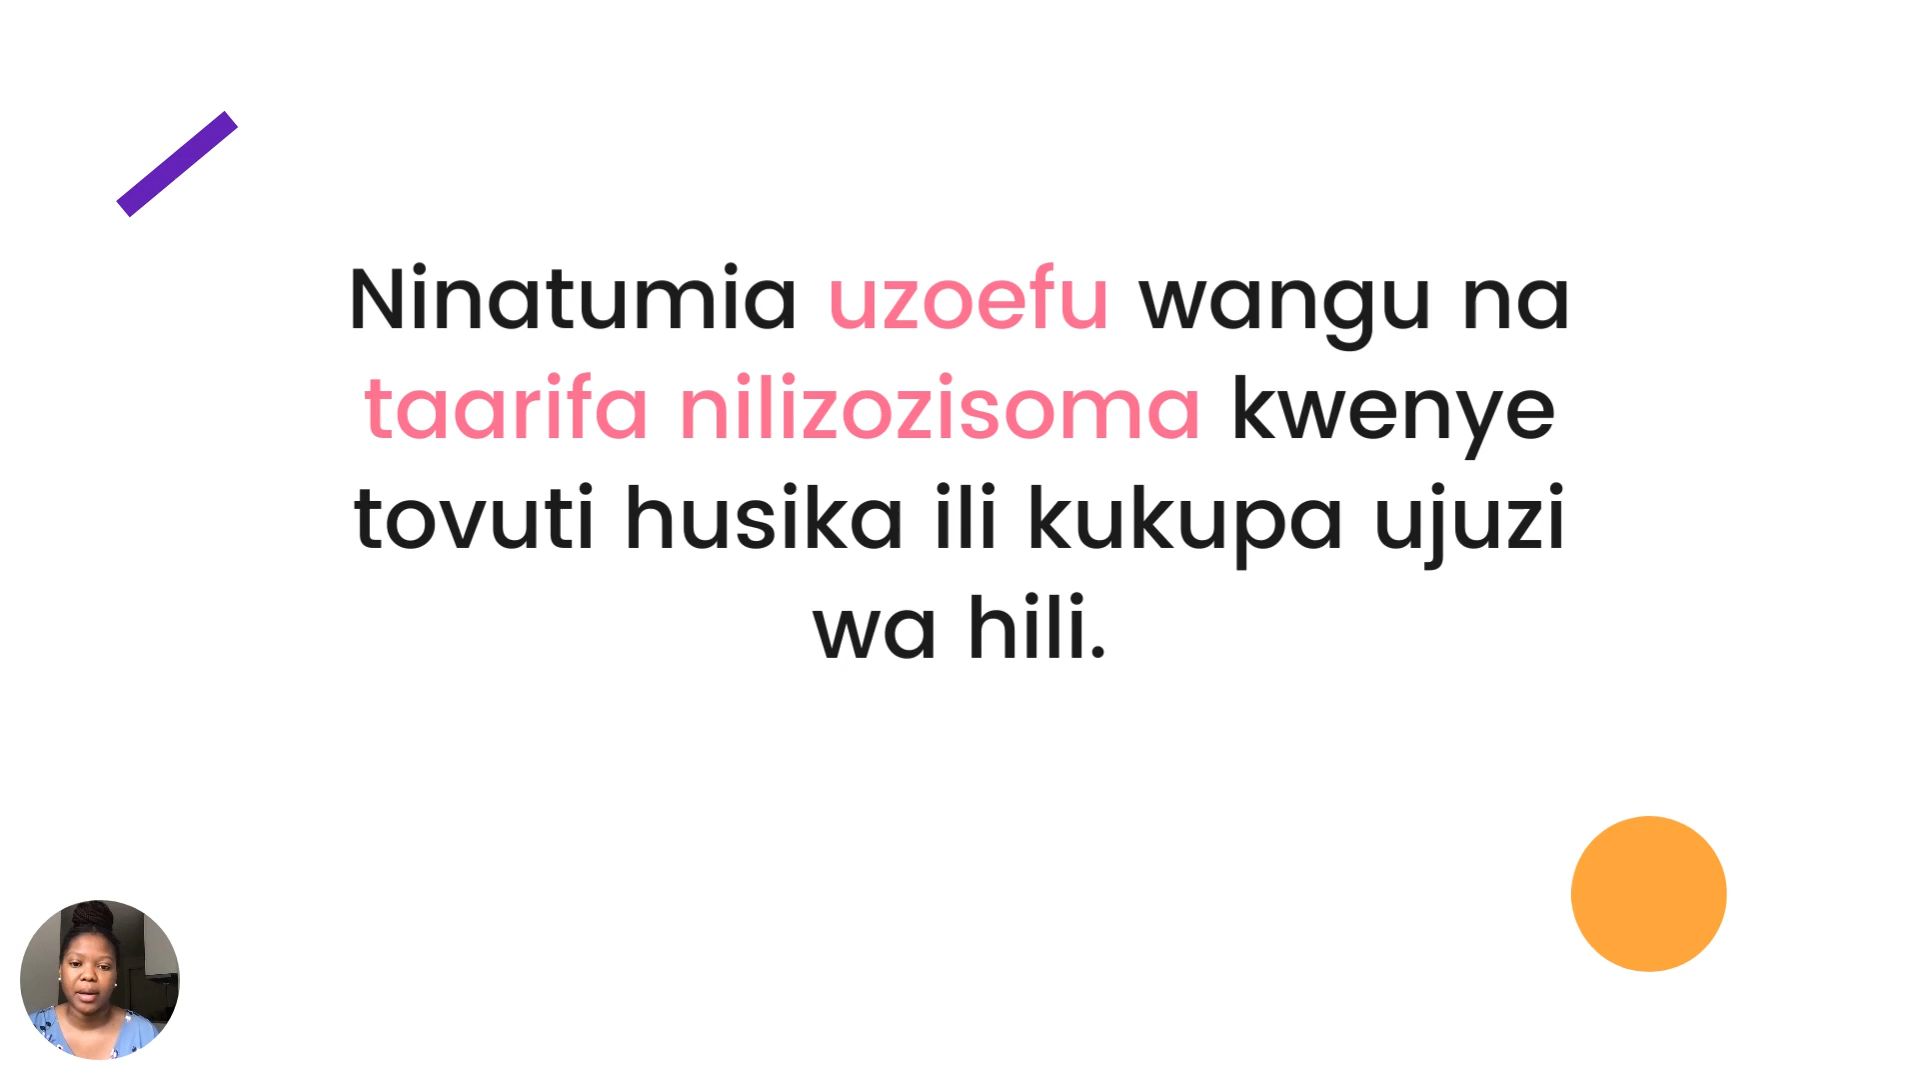 Ninatumia uzoefu wangu na
taarifa nilizozisoma kwenye
tovuti husika ili kukupa ujuzi
wa hili.